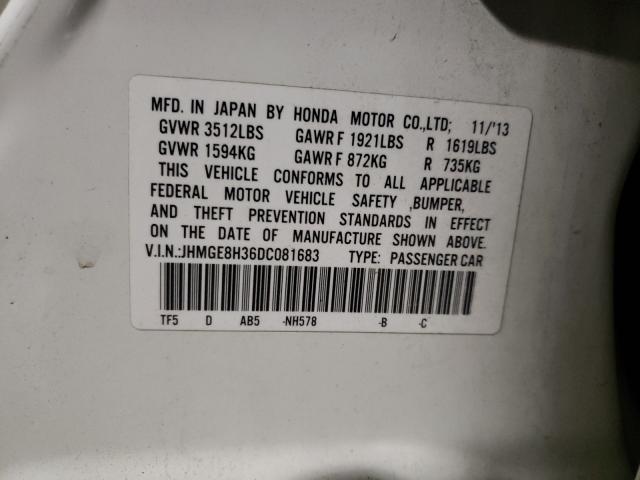 MFD. IN JAPAN BY HONDA MOTOR CO.,LTD; 11/'13
GVWR 3512LBS GAWR F 1921LBS R 1619LBS
GVWR 1594KG GAWR F 872KG R 735KG
THIS VEHICLE CONFORMS TO ALL APPLICABLE
FEDERAL MOTOR VEHICLE SAFETY ,BUMPER,
AND THEFT PREVENTION STANDARDS IN EFFECT
ON THE DATE OF MANUFACTURE SHOWN ABOVE.
V.I.N.:JHMGE8H36DC081683 TYPE: PASSENGER CAR
TF5 D AB5 -NH578 -B -C